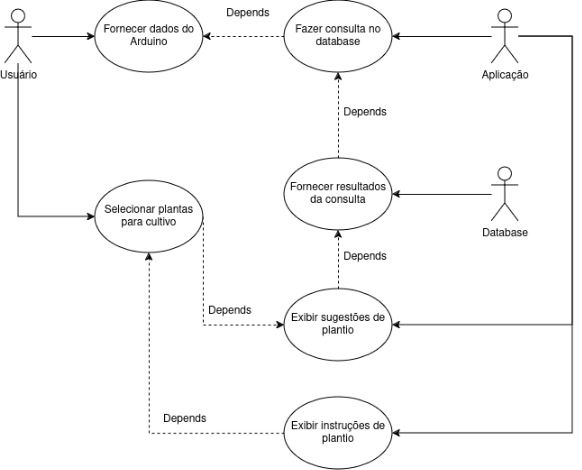 Depends
Fornecer dados do
Arduino
Fazer consulta no
database
Usuário
Aplicação
Depends
Fornecer resultados
da consulta
Selecionar plantas
para cultivo
Database
Depends
Depends
Exibir sugestões de
plantio
Depends
Exibir instruções de
plantio